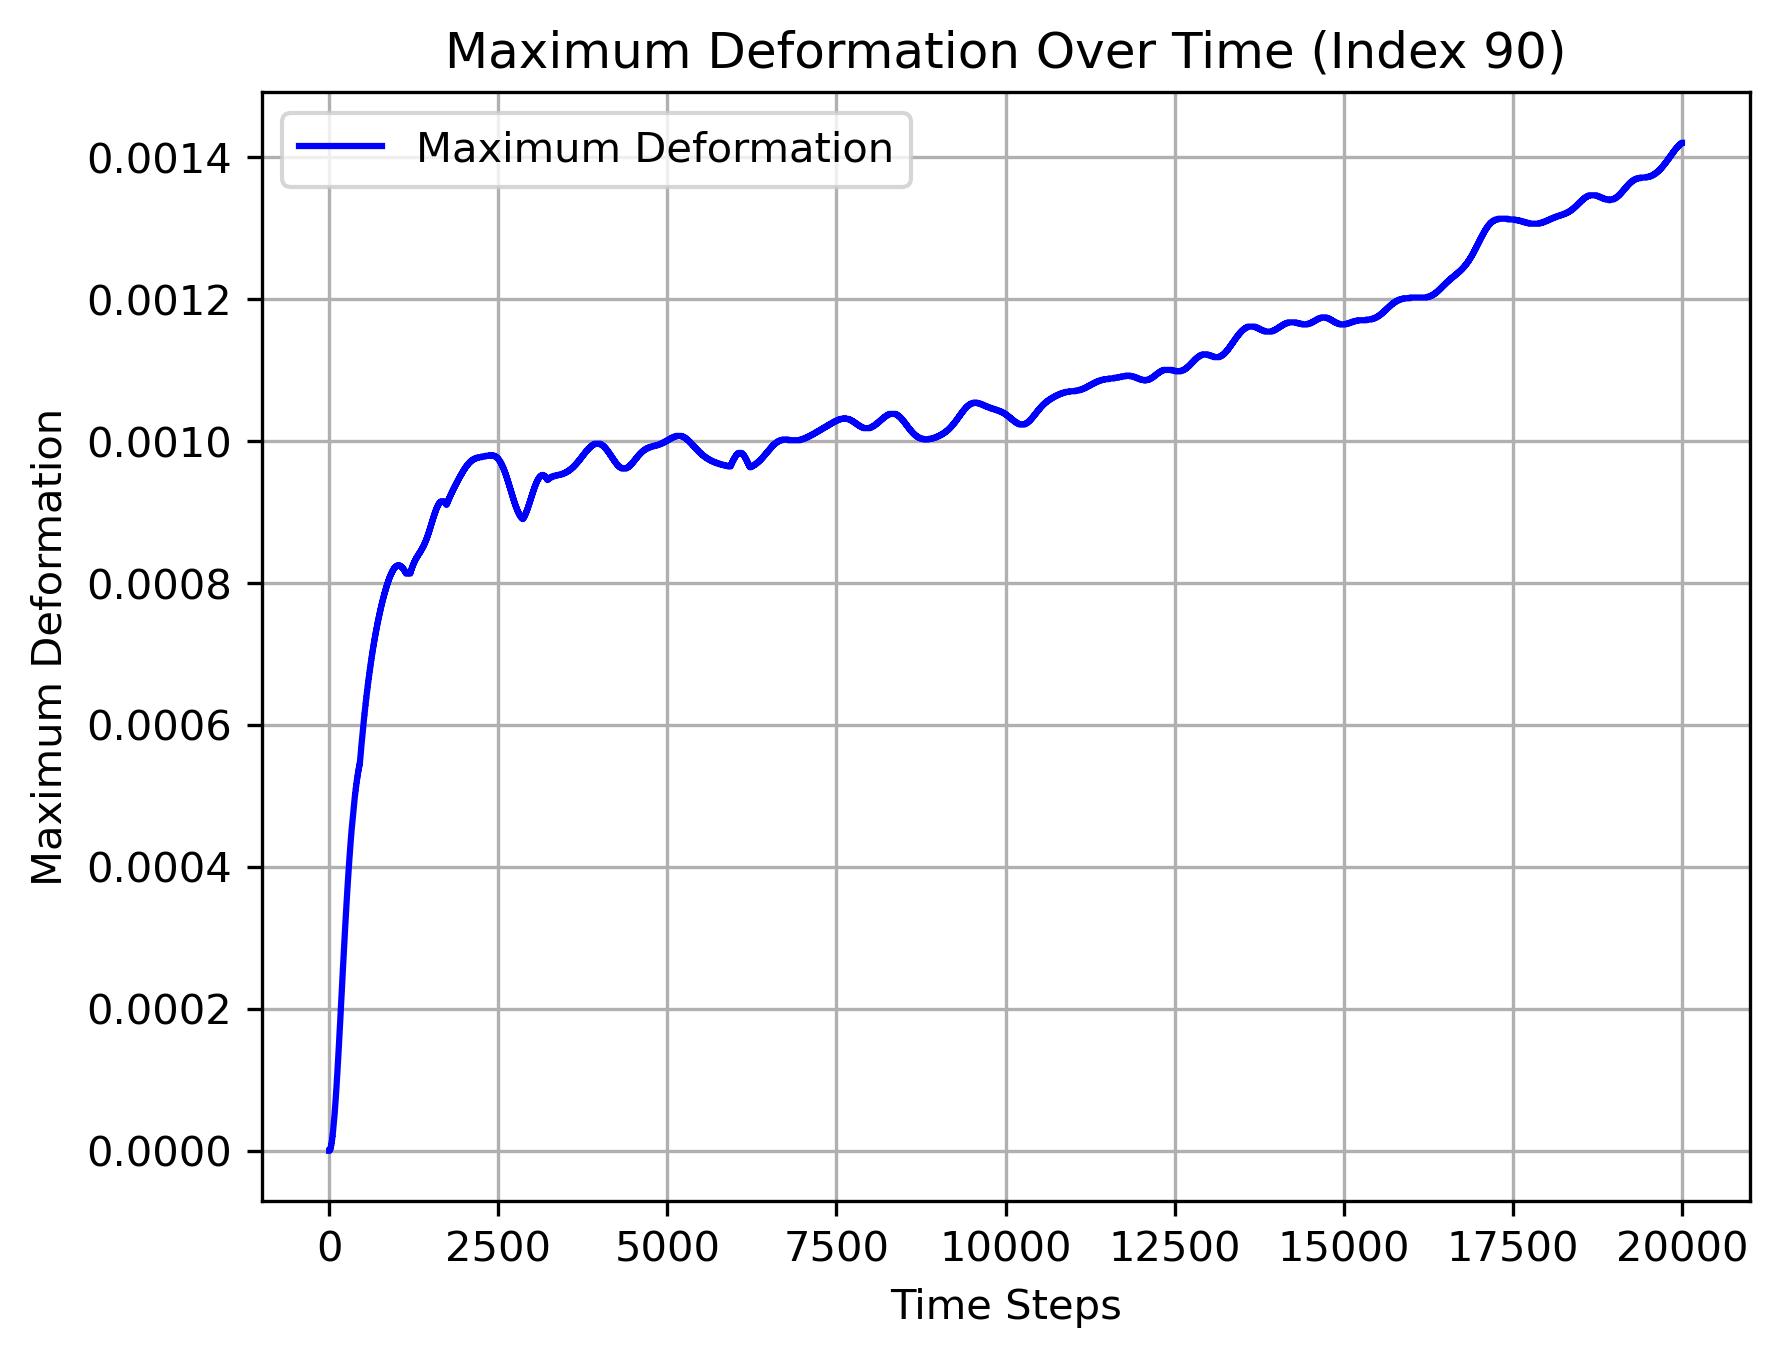 Maximum Deformation Over Time (Index 90)
Maximum Deformation
0.0014
0.0012
0.0010
0.0008
0.0006
0.0004
0.0002
0.0000
Maximum Deformation
0 2500 5000 7500 10000 12500 15000 17500 20000
Time Steps